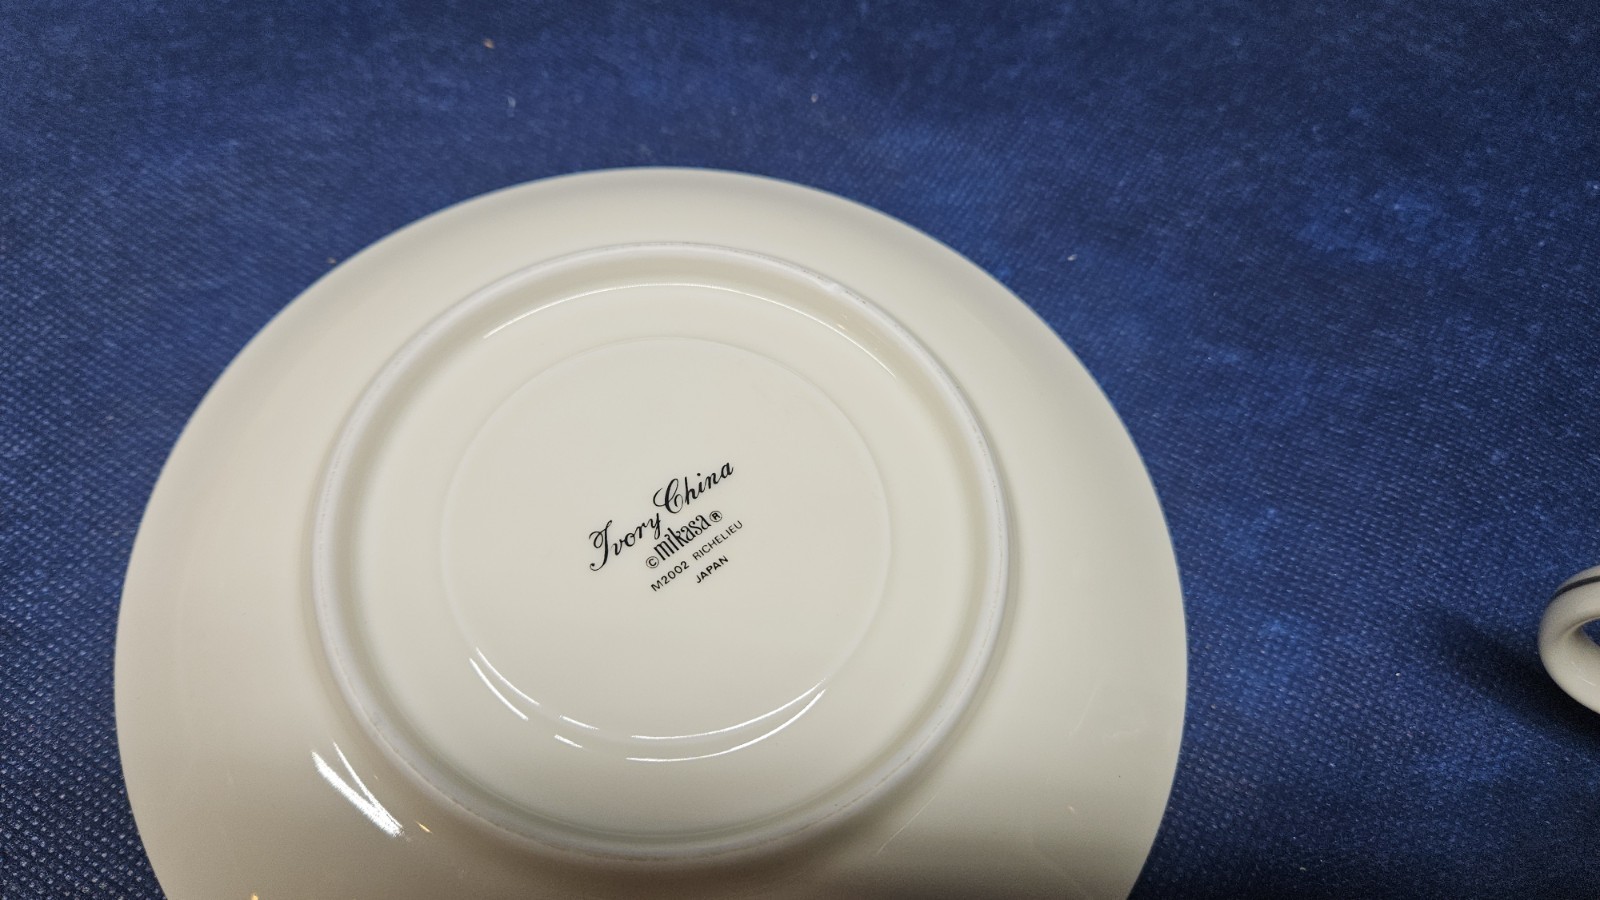 Ivory China
©mikasa®
M2002 RICHELIEU
JAPAN